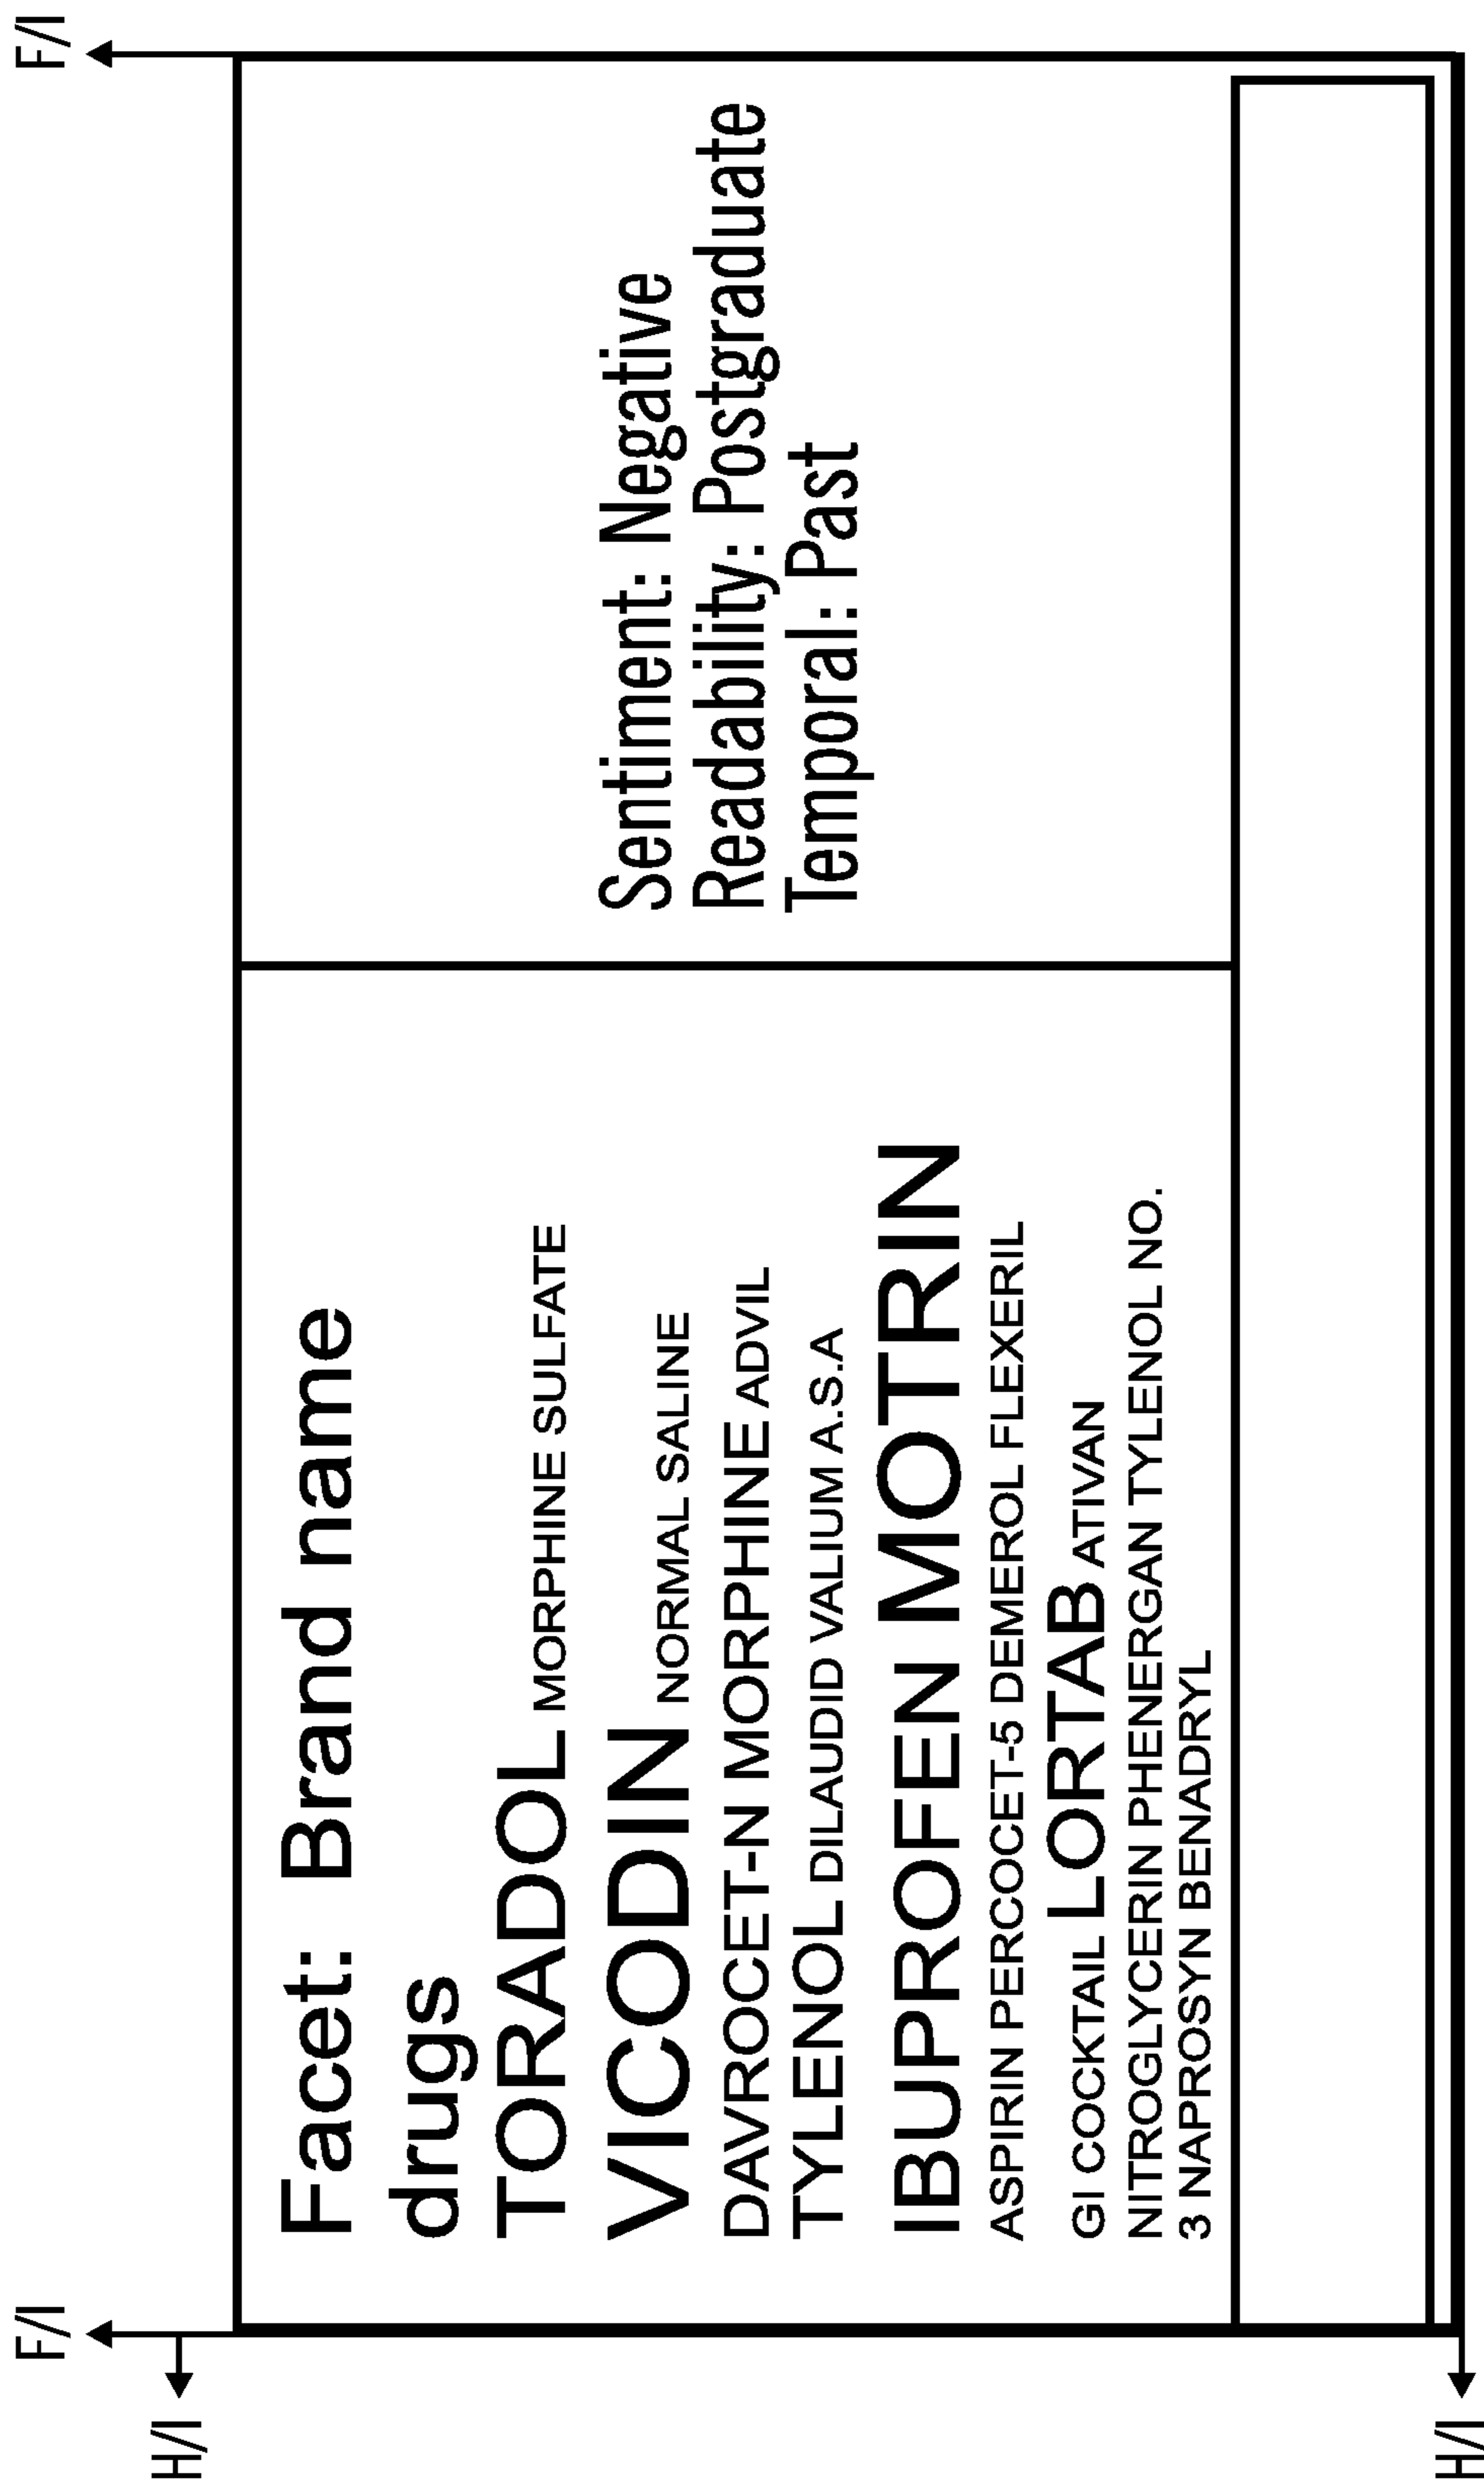 F/I
F/I
H/I
H/I
Facet: Brand name
drugs
TORADOL MORPHINE SULFATE
VICODIN NORMAL SALINE
DAVROCET-N MORPHINE ADVIL
TYLENOL DILAUDID VALIUM A.S.A
IBUPROFEN MOTRIN
ASPIRIN PERCOCET-5 DEMEROL FLEXERIL
GI COCKTAIL LORTAB ATIVAN
NITROGLYCERIN PHENERGAN TYLENOL NO.
3 NAPROSYN BENADRYL
Sentiment: Negative
Readability: Postgraduate
Temporal: Past